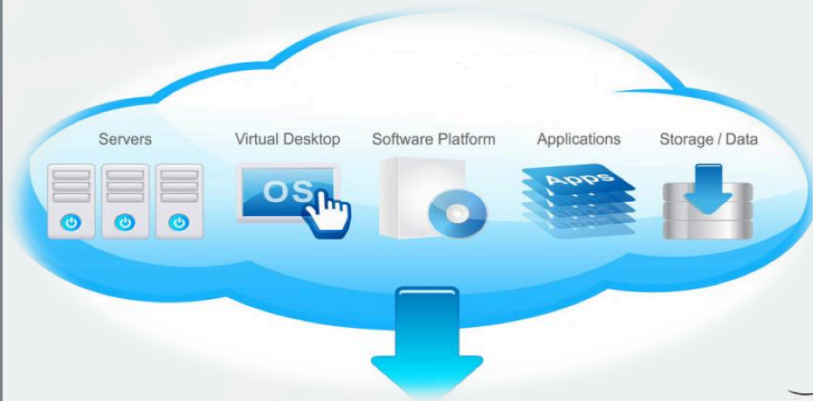 Servers
Virtual Desktop
Software Platform
Applications
Storage / Data
OS
Apps